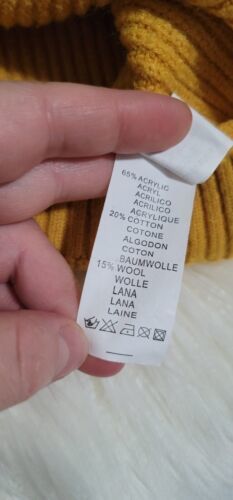 65% ACRYLIC
ACRYL
ACRILICO
ACRILICO
ACRYLIQUE
20% COTTON
COTONE
ALGODON
COTON
BAUMWOLLE
15% WOOL
WOLLE
LANA
LANA
LAINE